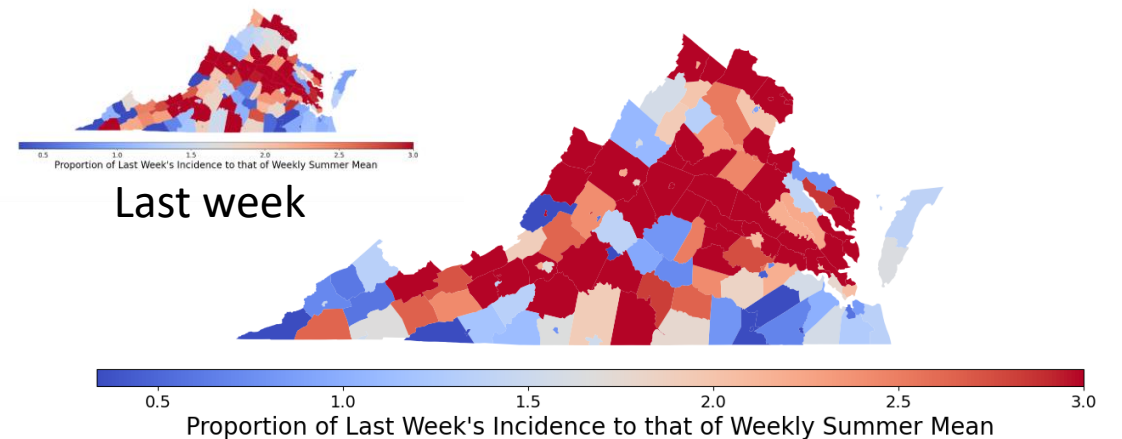 0.5 1.0 1.5 2.0 2.5 3.0
Proportion of Last Week's Incidence to that of Weekly Summer Mean
Last week
0.5 1.0 1.5 2.0 2.5 3.0
Proportion of Last Week's Incidence to that of Weekly Summer Mean